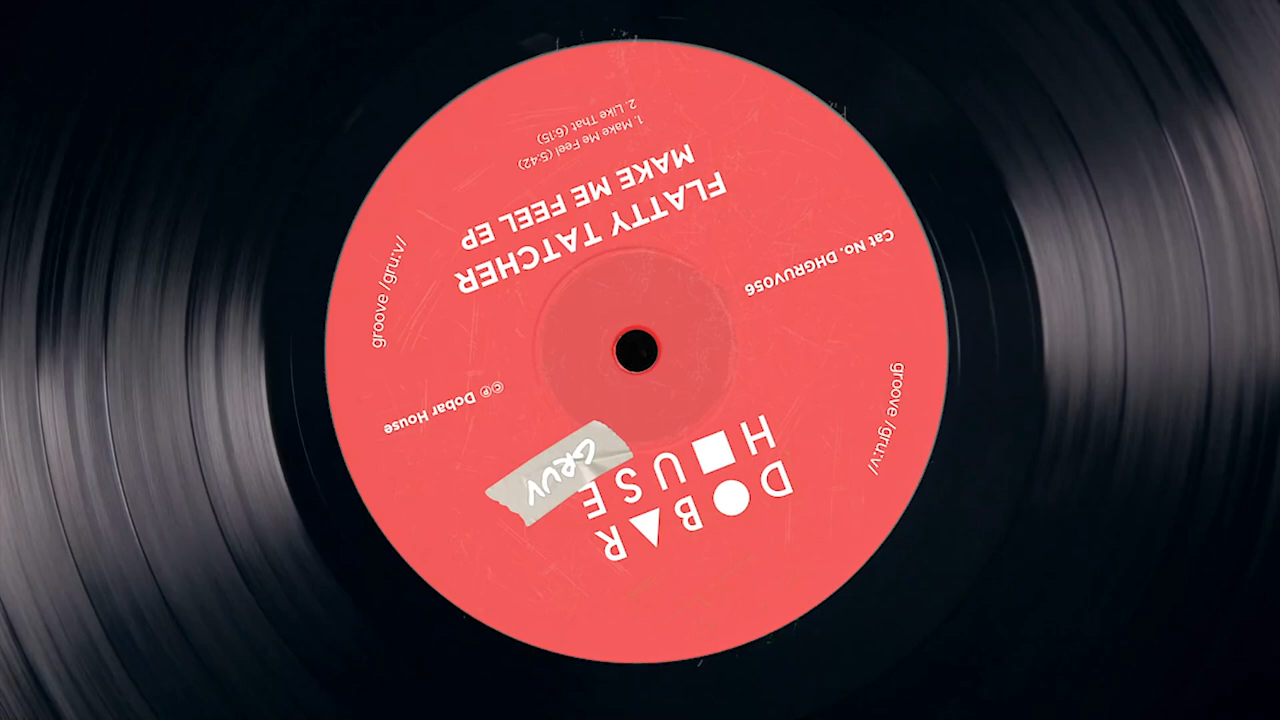 DOBAR
HOUSE
GRUV
groove /gru:v/
©℗ Dobar House
Cat No. DHGRUV056
groove /gru:v/
FLATTY TATCHER
MAKE ME FEEL EP
1. Make Me Feel (5:42)
2. Like That (6:15)